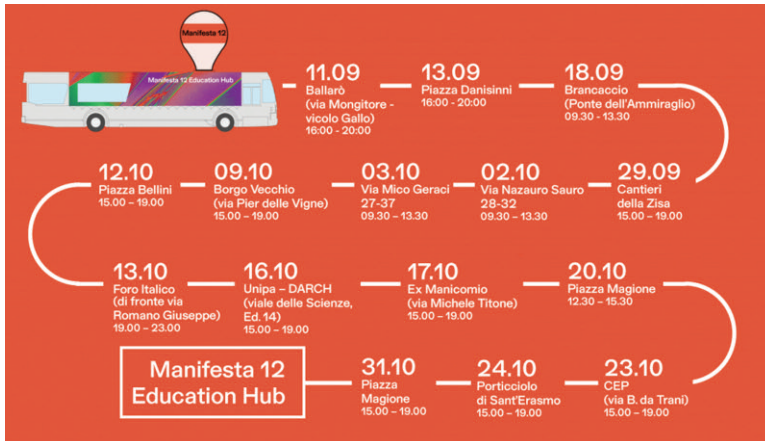 Manifesta 12
Manifesta 12 Education Hub
11.09
Ballarò
(via Mongitore -
vicolo Gallo)
16:00 - 20:00
13.09
Piazza Danisinni
16:00 - 20:00
18.09
Brancaccio
(Ponte dell'Ammiraglio)
09.30 - 13.30
29.09
Cantieri
della Zisa
15.00 – 19.00
02.10
Via Nazauro Sauro
28-32
09.30 – 13.30
03.10
Via Mico Geraci
27-37
09.30 – 13.30
09.10
Borgo Vecchio
(via Pier delle Vigne)
15.00 – 19.00
12.10
Piazza Bellini
15.00 – 19.00
13.10
Foro Italico
(di fronte via
Romano Giuseppe)
19.00 – 23.00
16.10
Unipa – DARCH
(viale delle Scienze,
Ed. 14)
15.00 – 19.00
17.10
Ex Manicomio
(via Michele Titone)
15.00 – 19.00
20.10
Piazza Magione
12.30 – 15.30
23.10
CEP
(via B. da Trani)
15.00 – 19.00
24.10
Porticciolo
di Sant'Erasmo
15.00 – 19.00
31.10
Piazza
Magione
15.00 – 19.00
Manifesta 12
Education Hub